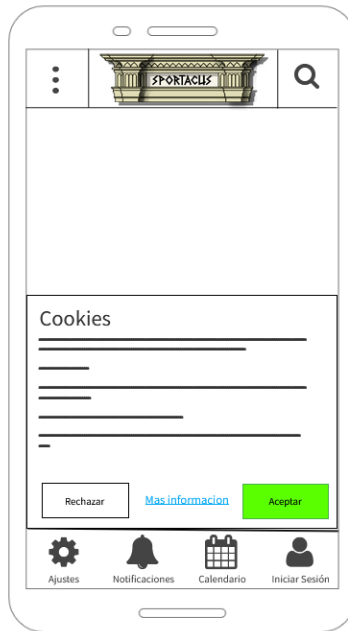 SPORTACUS
Cookies
Rechazar
Mas informacion
Aceptar
Ajustes
Notificaciones
Calendario
Iniciar Sesión